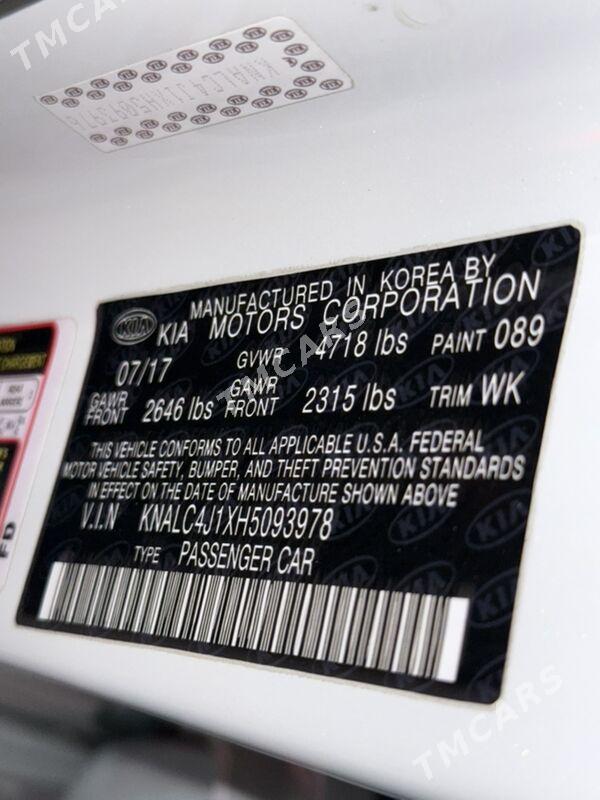 TMCARS
KIA
MANUFACTURED IN KOREA BY
KIA MOTORS CORPORATION
07/17 GVWR 4718 lbs PAINT 089
GAWR FRONT 2646 lbs GAWR FRONT 2315 lbs TRIM WK
THIS VEHICLE CONFORMS TO ALL APPLICABLE U.S.A. FEDERAL
MOTOR VEHICLE SAFETY, BUMPER, AND THEFT PREVENTION STANDARDS
IN EFFECT ON THE DATE OF MANUFACTURE SHOWN ABOVE
V.I.N KNALC4J1XH5093978
TYPE PASSENGER CAR
FD
TMCARS
TMCARS